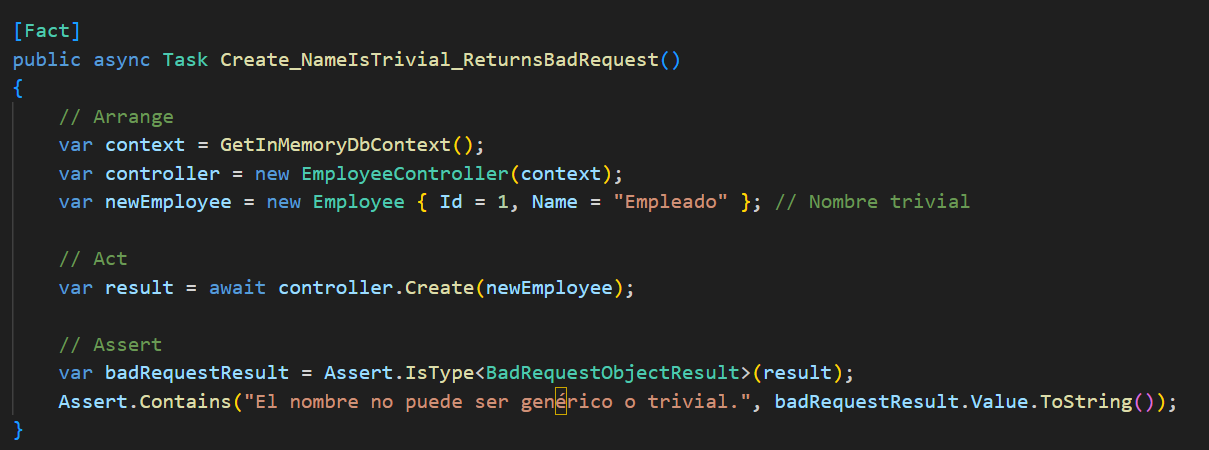 [Fact]
public async Task Create_NameIsTrivial_ReturnsBadRequest()
{
    // Arrange
    var context = GetInMemoryDbContext();
    var controller = new EmployeeController(context);
    var newEmployee = new Employee { Id = 1, Name = "Empleado" }; // Nombre trivial

    // Act
    var result = await controller.Create(newEmployee);

    // Assert
    var badRequestResult = Assert.IsType<BadRequestObjectResult>(result);
    Assert.Contains("El nombre no puede ser genérico o trivial.", badRequestResult.Value.ToString());
}